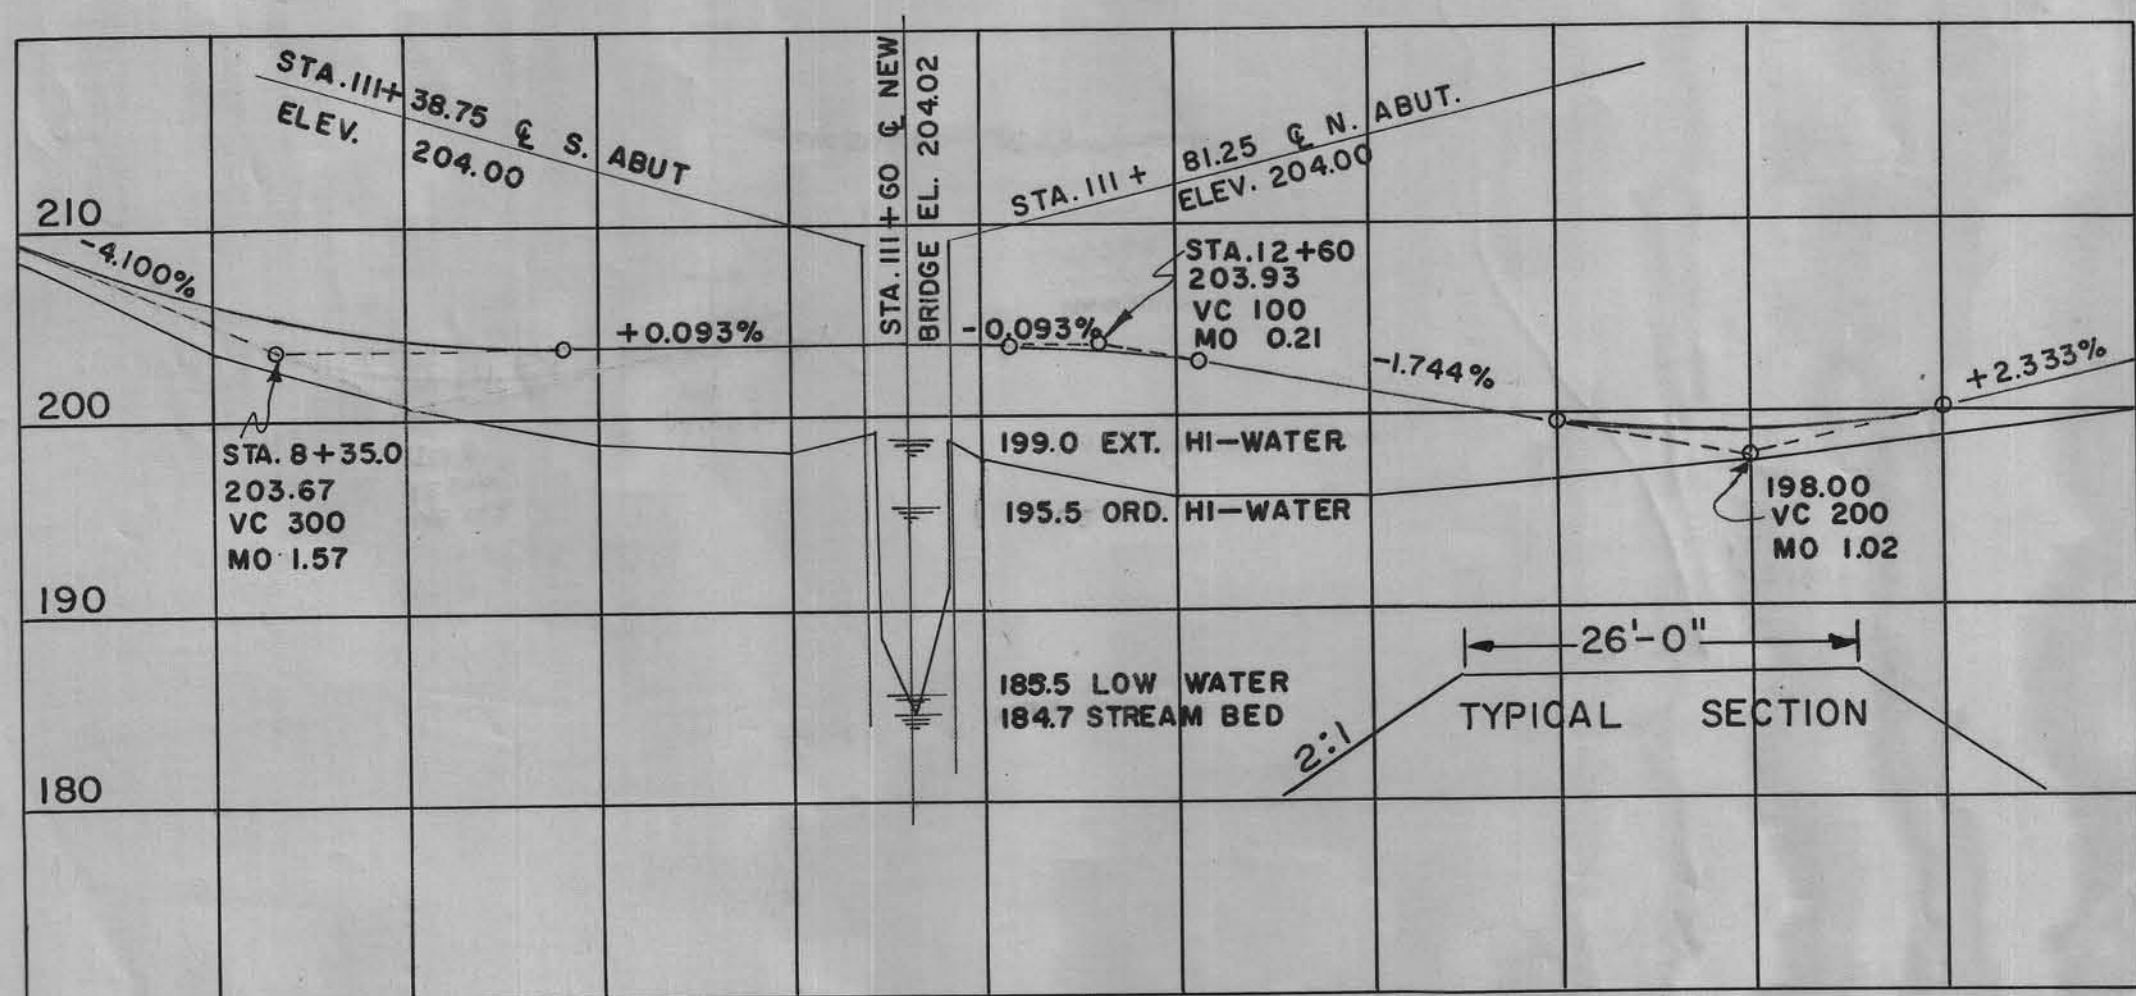 STA. 111+38.75 ℄ S. ABUT
ELEV. 204.00
STA. 111+60 ℄ NEW
BRIDGE EL. 204.02
STA. 111+ 81.25 ℄ N. ABUT.
ELEV. 204.00
210
-4.100%
+0.093%
-0.093%
STA. 12+60
203.93
VC 100
MO 0.21
-1.744%
+2.333%
200
STA. 8+35.0
203.67
VC 300
MO 1.57
199.0 EXT. HI-WATER
195.5 ORD. HI-WATER
198.00
VC 200
MO 1.02
190
26'-0"
185.5 LOW WATER
184.7 STREAM BED
TYPICAL SECTION
2:1
180